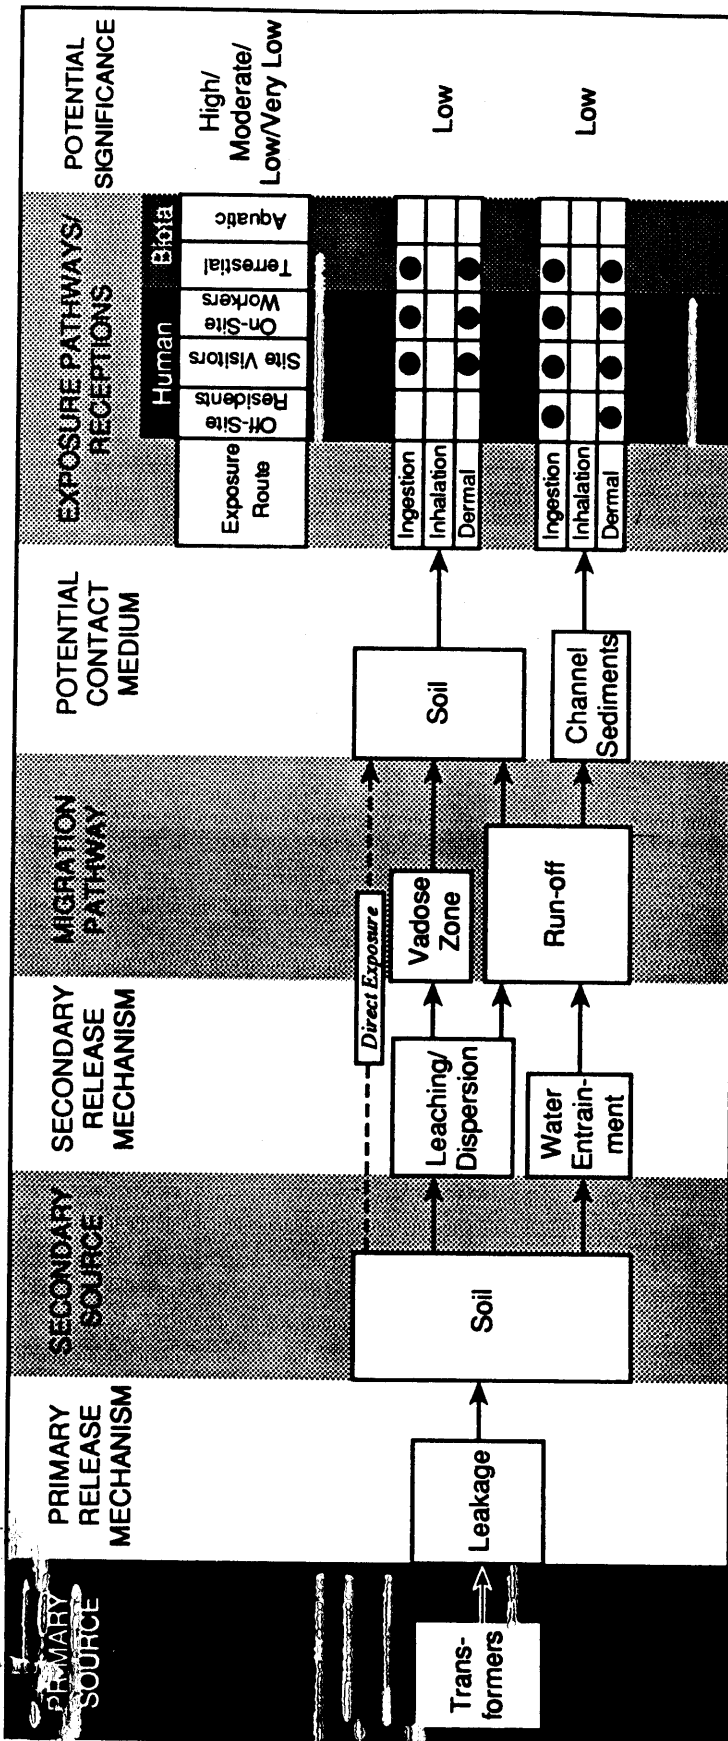 PRIMARY
SOURCE
PRIMARY
RELEASE
MECHANISM
SECONDARY
SOURCE
SECONDARY
RELEASE
MECHANISM
MIGRATION
PATHWAY
POTENTIAL
CONTACT
MEDIUM
EXPOSURE PATHWAYS/
RECEPTIONS
POTENTIAL
SIGNIFICANCE
Human
Biota
Exposure
Route
Off-Site
Residents
Site Visitors
On-Site
Workers
Terrestial
Aquatic
High/
Moderate/
Low/Very Low
Trans-
formers
Leakage
Soil
Direct Exposure
Leaching/
Dispersion
Water
Entrain-
ment
Vadose
Zone
Run-off
Soil
Channel
Sediments
Ingestion
Inhalation
Dermal
Low
Ingestion
Inhalation
Dermal
Low